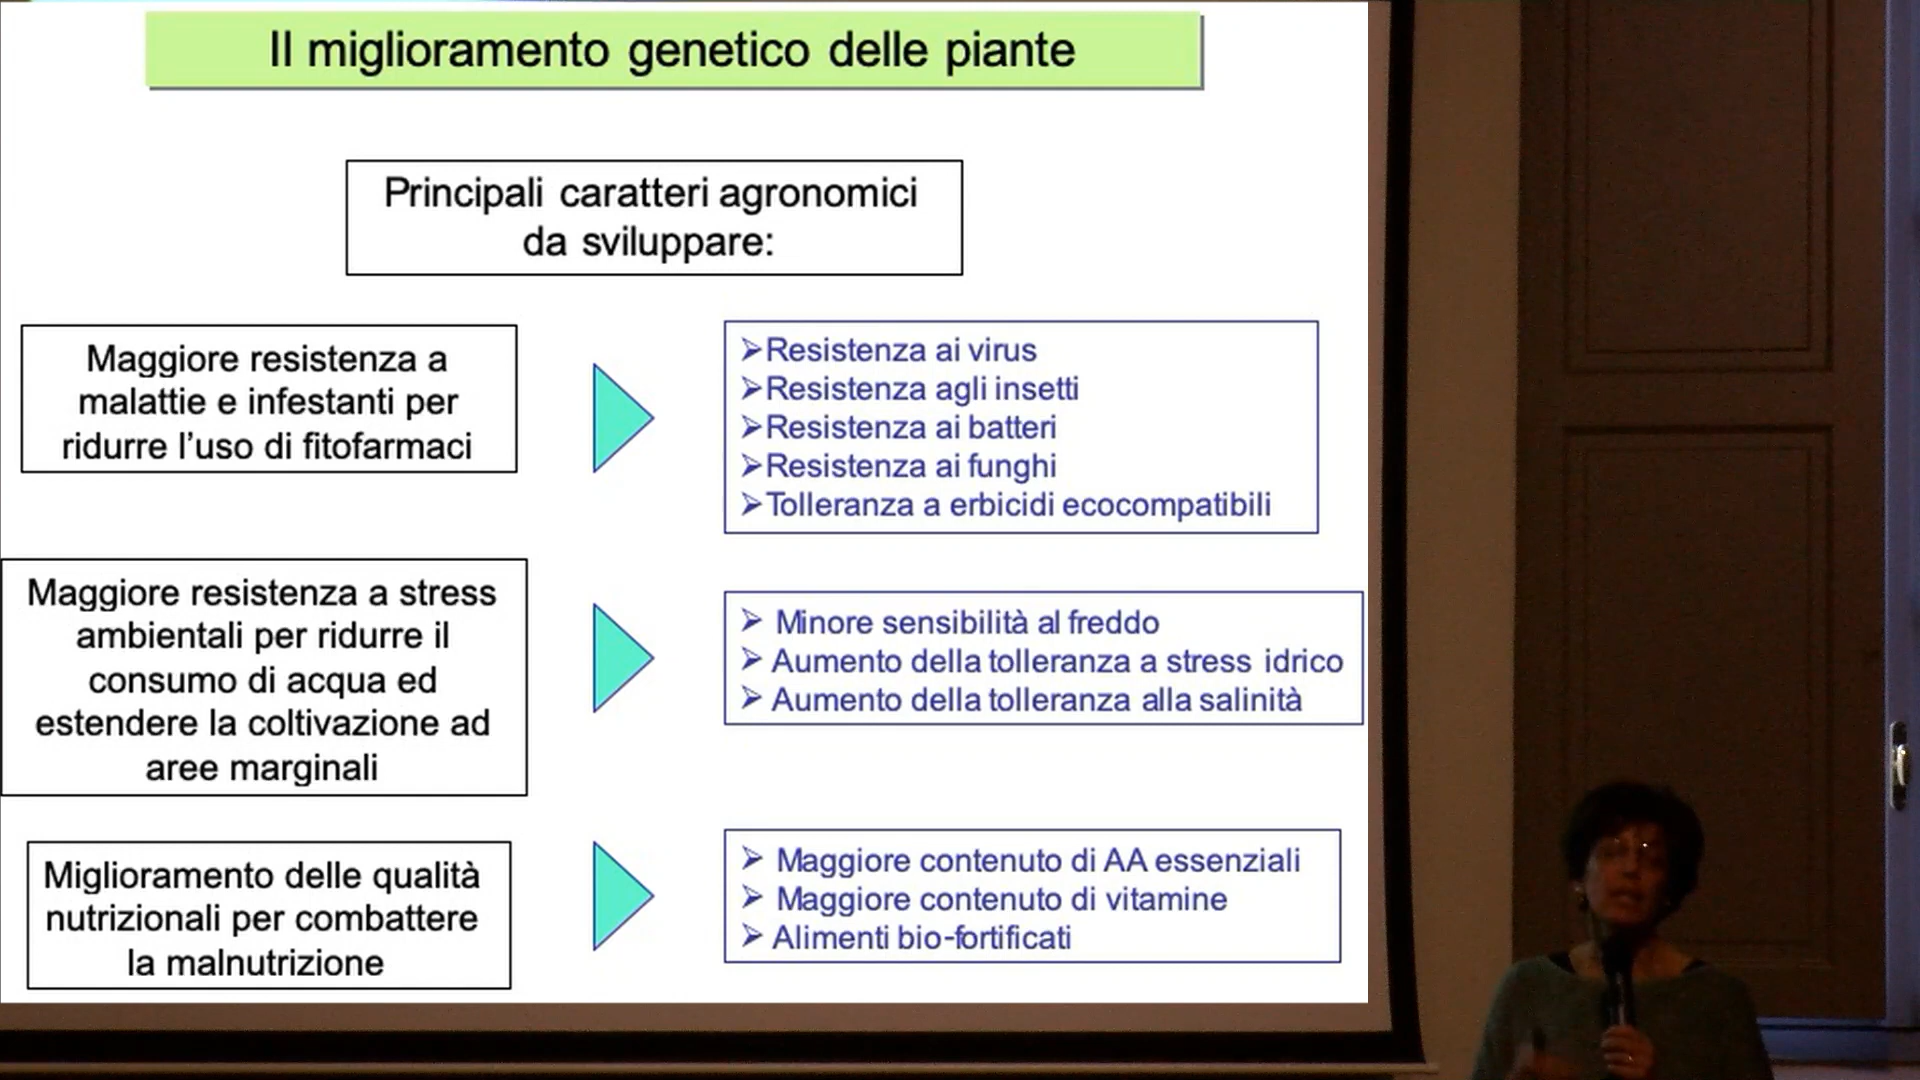 Il miglioramento genetico delle piante
Principali caratteri agronomici
da sviluppare:
Maggiore resistenza a
malattie e infestanti per
ridurre l'uso di fitofarmaci
➢Resistenza ai virus
➢Resistenza agli insetti
➢Resistenza ai batteri
➢Resistenza ai funghi
➢Tolleranza a erbicidi ecocompatibili
Maggiore resistenza a stress
ambientali per ridurre il
consumo di acqua ed
estendere la coltivazione ad
aree marginali
➢ Minore sensibilità al freddo
➢ Aumento della tolleranza a stress idrico
➢ Aumento della tolleranza alla salinità
Miglioramento delle qualità
nutrizionali per combattere
la malnutrizione
➢ Maggiore contenuto di AA essenziali
➢ Maggiore contenuto di vitamine
➢ Alimenti bio-fortificati